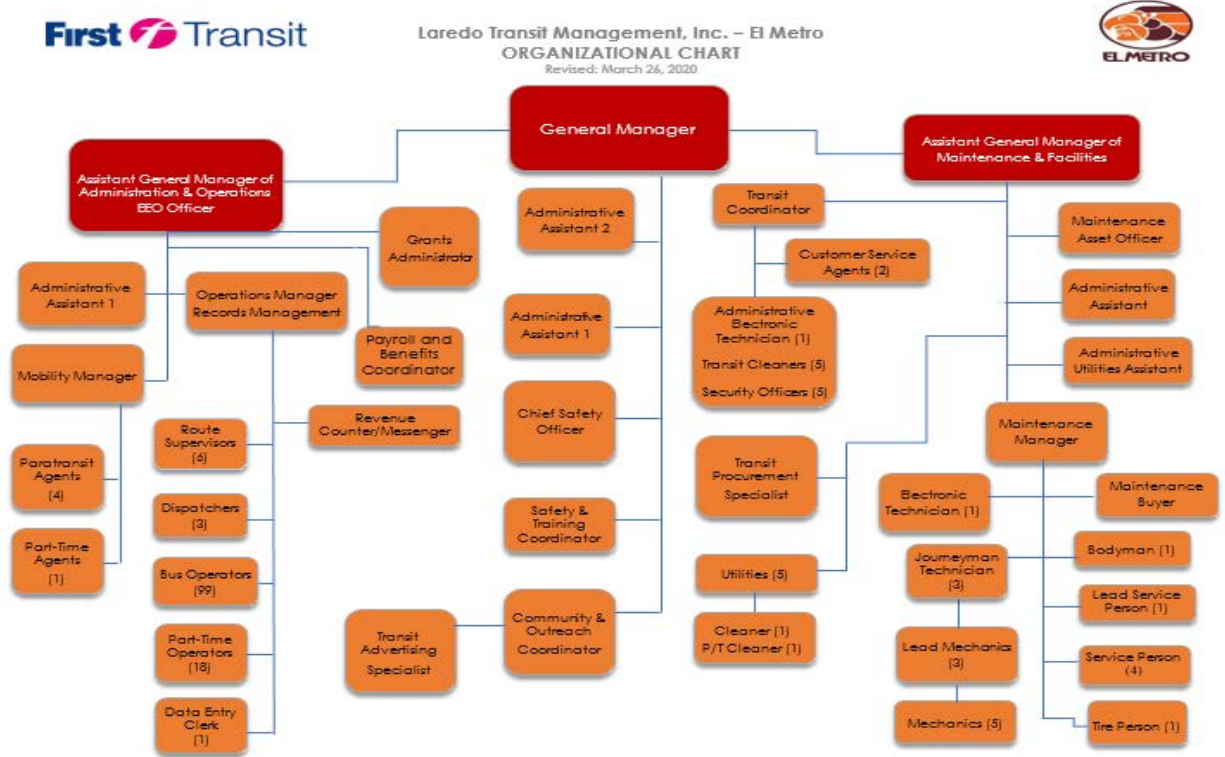 First Transit
Laredo Transit Management, Inc. – El Metro
ORGANIZATIONAL CHART
Revised: March 26, 2020
EL METRO
General Manager
Assistant General Manager of
Administration & Operations
EEO Officer
Assistant General Manager of
Maintenance & Facilities
Grants
Administrator
Administrative
Assistant 1
Operations Manager
Records Management
Payroll and
Benefits
Coordinator
Mobility Manager
Paratransit
Agents
(4)
Part-Time
Agents
(1)
Route
Supervisors
(6)
Revenue
Counter/Messenger
Dispatchers
(3)
Bus Operators
(99)
Part-Time
Operators
(18)
Data Entry
Clerk
(1)
Administrative
Assistant 2
Administrative
Assistant 1
Chief Safety
Officer
Safety &
Training
Coordinator
Community &
Outreach
Coordinator
Transit
Advertising
Specialist
Transit
Coordinator
Customer Service
Agents (2)
Administrative
Electronic
Technician (1)
Transit Cleaners (5)
Security Officers (5)
Transit
Procurement
Specialist
Utilities (5)
Cleaner (1)
P/T Cleaner (1)
Maintenance
Asset Officer
Administrative
Assistant
Administrative
Utilities Assistant
Maintenance
Manager
Electronic
Technician (1)
Maintenance
Buyer
Journeyman
Technician
(3)
Bodyman (1)
Lead Service
Person (1)
Lead Mechanics
(3)
Service Person
(4)
Mechanics (5)
Tire Person (1)